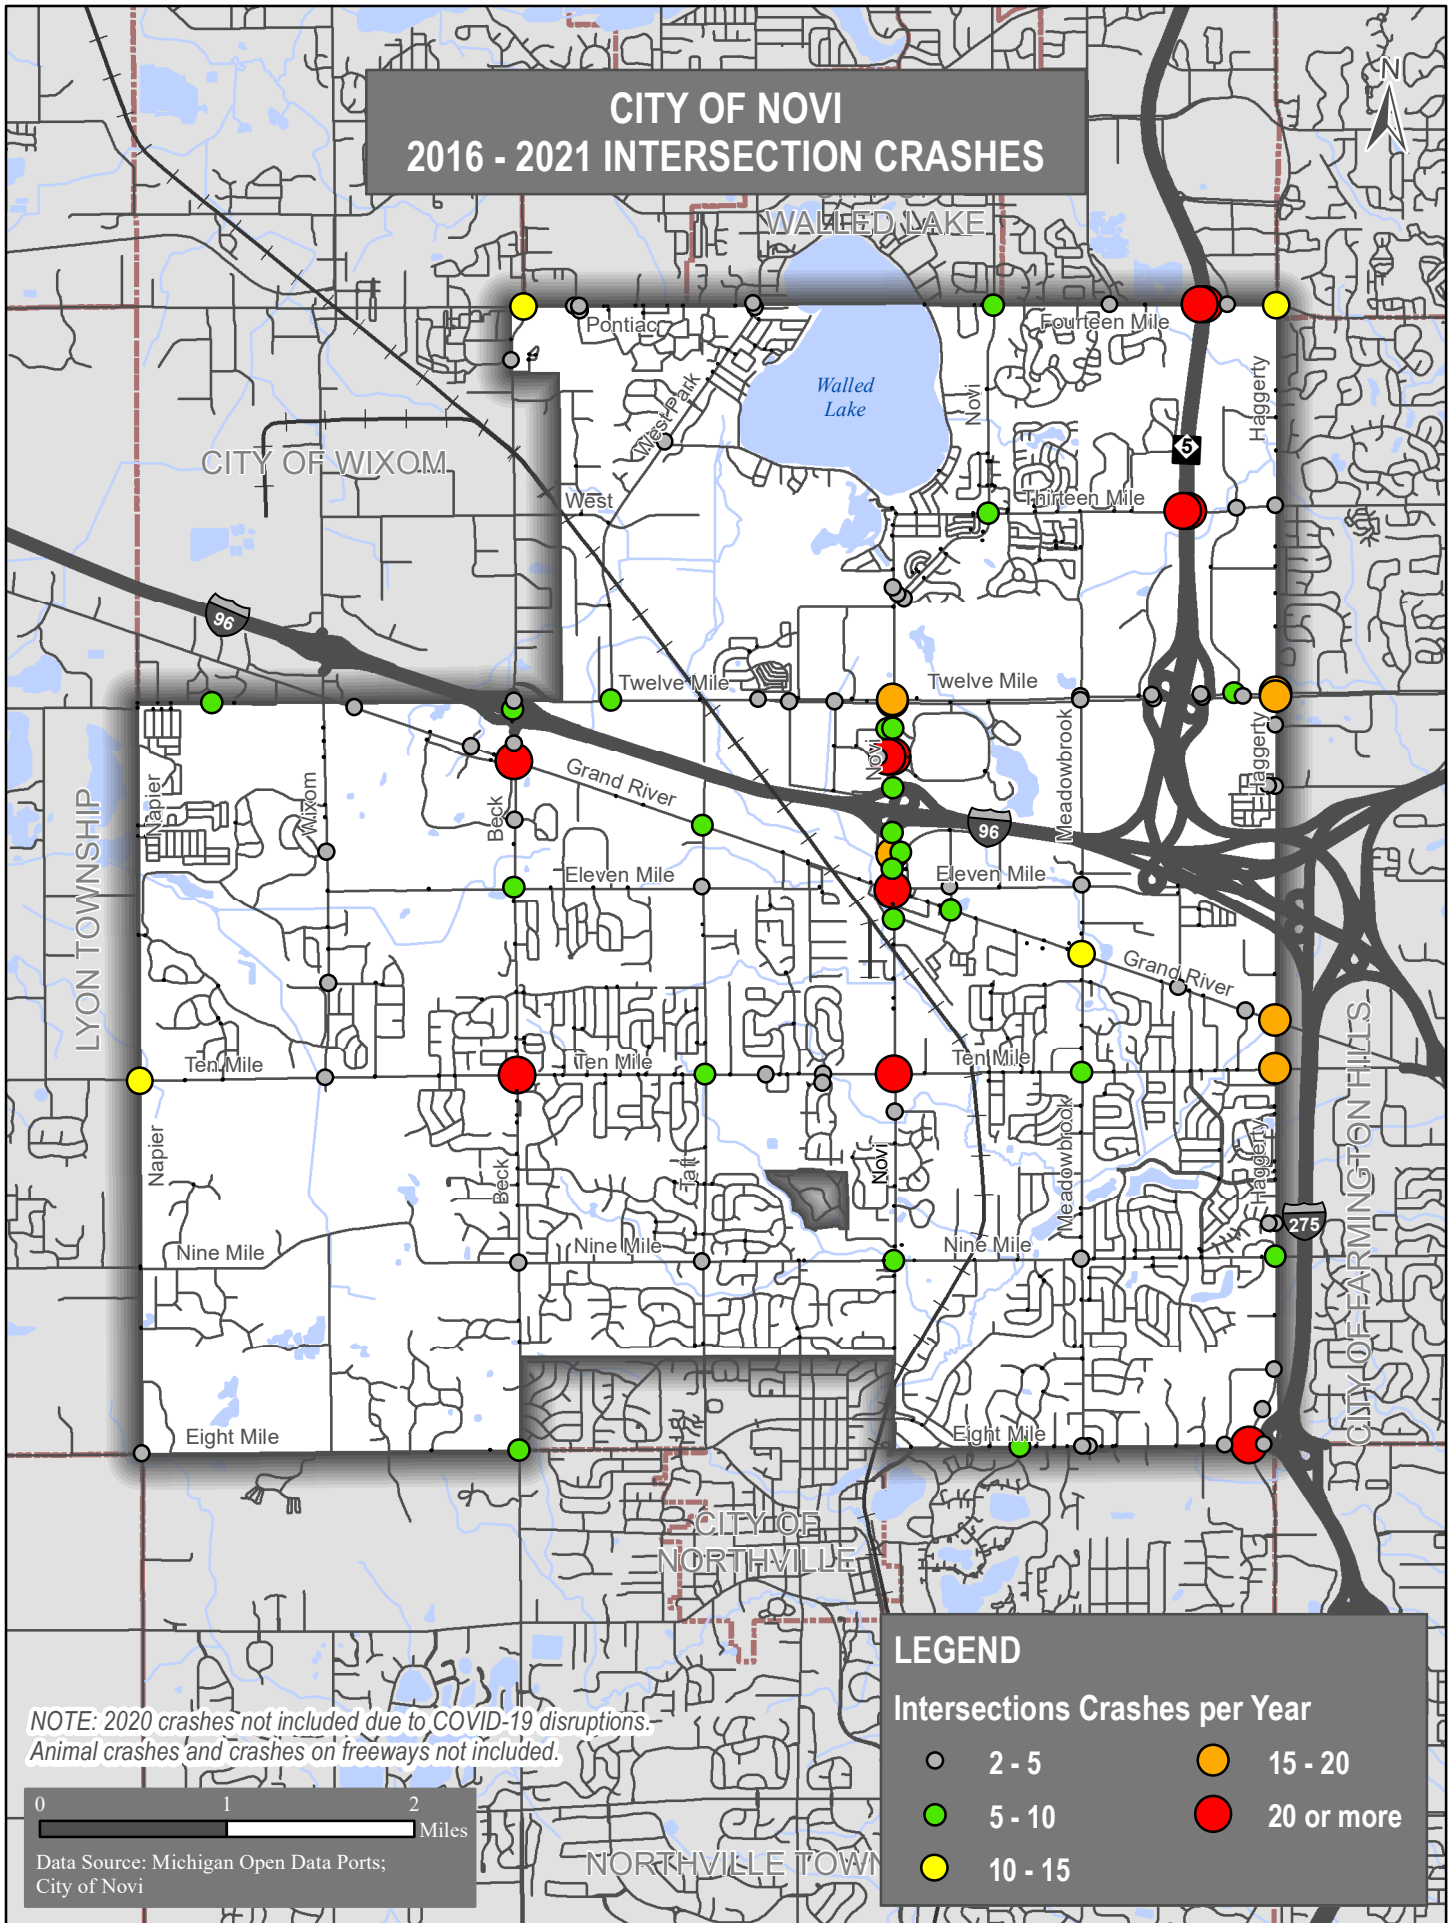 CITY OF NOVI
2016 - 2021 INTERSECTION CRASHES
N
WALLED LAKE
Pontiac
Fourteen Mile
Walled
Lake
West Park
Novi
Haggerty
5
CITY OF WIXOM
West
Thirteen Mile
96
Twelve Mile
Twelve Mile
Novi
Meadowbrook
Haggerty
Napier
Wixom
Beck
Grand River
96
LYON TOWNSHIP
Eleven Mile
Eleven Mile
Grand River
Ten Mile
Ten Mile
Ten Mile
CITY OF FARMINGTON HILLS
Napier
Beck
Taft
Novi
Meadowbrook
Haggerty
275
Nine Mile
Nine Mile
Nine Mile
Eight Mile
Eight Mile
CITY OF
NORTHVILLE
LEGEND
Intersections Crashes per Year
2 - 5
5 - 10
10 - 15
15 - 20
20 or more
NOTE: 2020 crashes not included due to COVID-19 disruptions.
Animal crashes and crashes on freeways not included.
0 1 2
Miles
Data Source: Michigan Open Data Ports;
City of Novi
NORTHVILLE TOWN